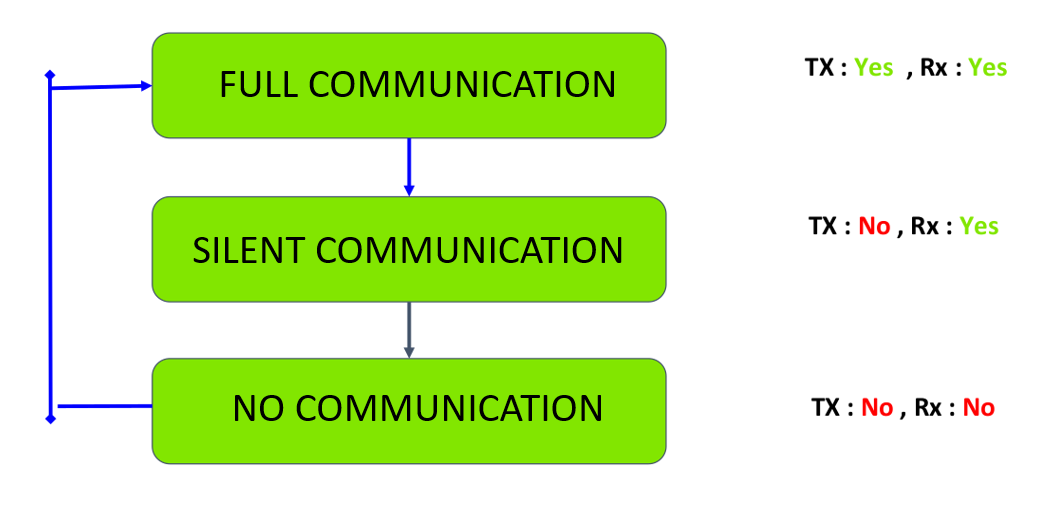 FULL COMMUNICATION
TX : Yes , Rx : Yes
SILENT COMMUNICATION
TX : No , Rx : Yes
NO COMMUNICATION
TX : No , Rx : No